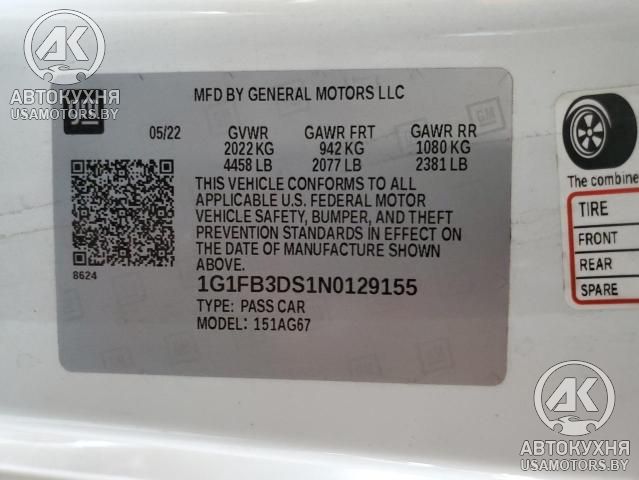 АВТОКУХНЯ
USAMOTORS.BY
GM
MFD BY GENERAL MOTORS LLC
05/22 GVWR GAWR FRT GAWR RR
2022 KG 942 KG 1080 KG
4458 LB 2077 LB 2381 LB
THIS VEHICLE CONFORMS TO ALL
APPLICABLE U.S. FEDERAL MOTOR
VEHICLE SAFETY, BUMPER, AND THEFT
PREVENTION STANDARDS IN EFFECT ON
THE DATE OF MANUFACTURE SHOWN
ABOVE.
8624
1G1FB3DS1N0129155
TYPE: PASS CAR
MODEL: 151AG67
The combine
TIRE
FRONT
REAR
SPARE
АК
АВТОКУХНЯ
USAMOTORS.BY